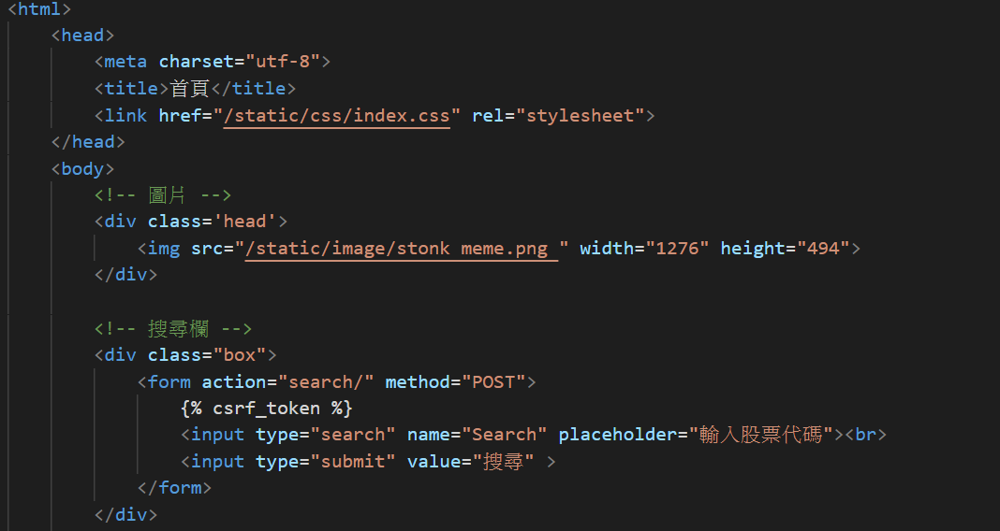 <html>
<head>
<meta charset="utf-8">
<title>首頁</title>
<link href="/static/css/index.css" rel="stylesheet">
</head>
<body>
<!-- 圖片 -->
<div class='head'>
<img src="/static/image/stonk meme.png " width="1276" height="494">
</div>
<!-- 搜尋欄 -->
<div class="box">
<form action="search/" method="POST">
{% csrf_token %}
<input type="search" name="Search" placeholder="輸入股票代碼"><br>
<input type="submit" value="搜尋" >
</form>
</div>